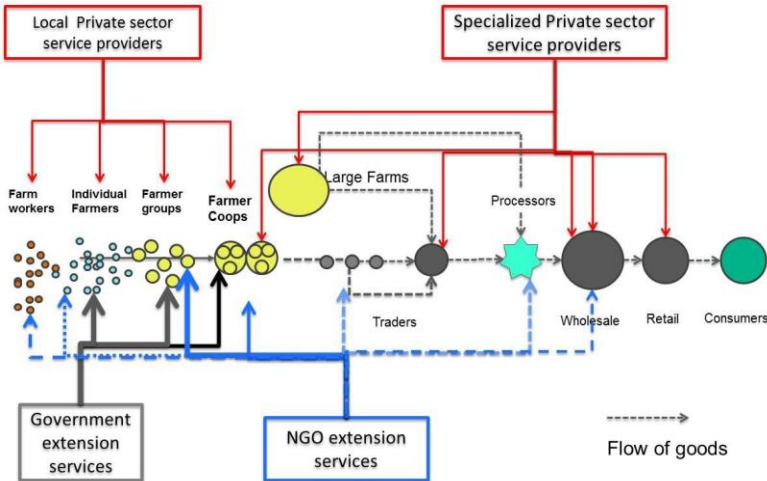 Local  Private sector
service providers
Specialized Private sector
service providers
Farm
workers
Individual
Farmers
Farmer
groups
Farmer
Coops
Large Farms
Processors
Traders
Wholesale
Retail
Consumers
Government
extension
services
NGO extension
services
Flow of goods